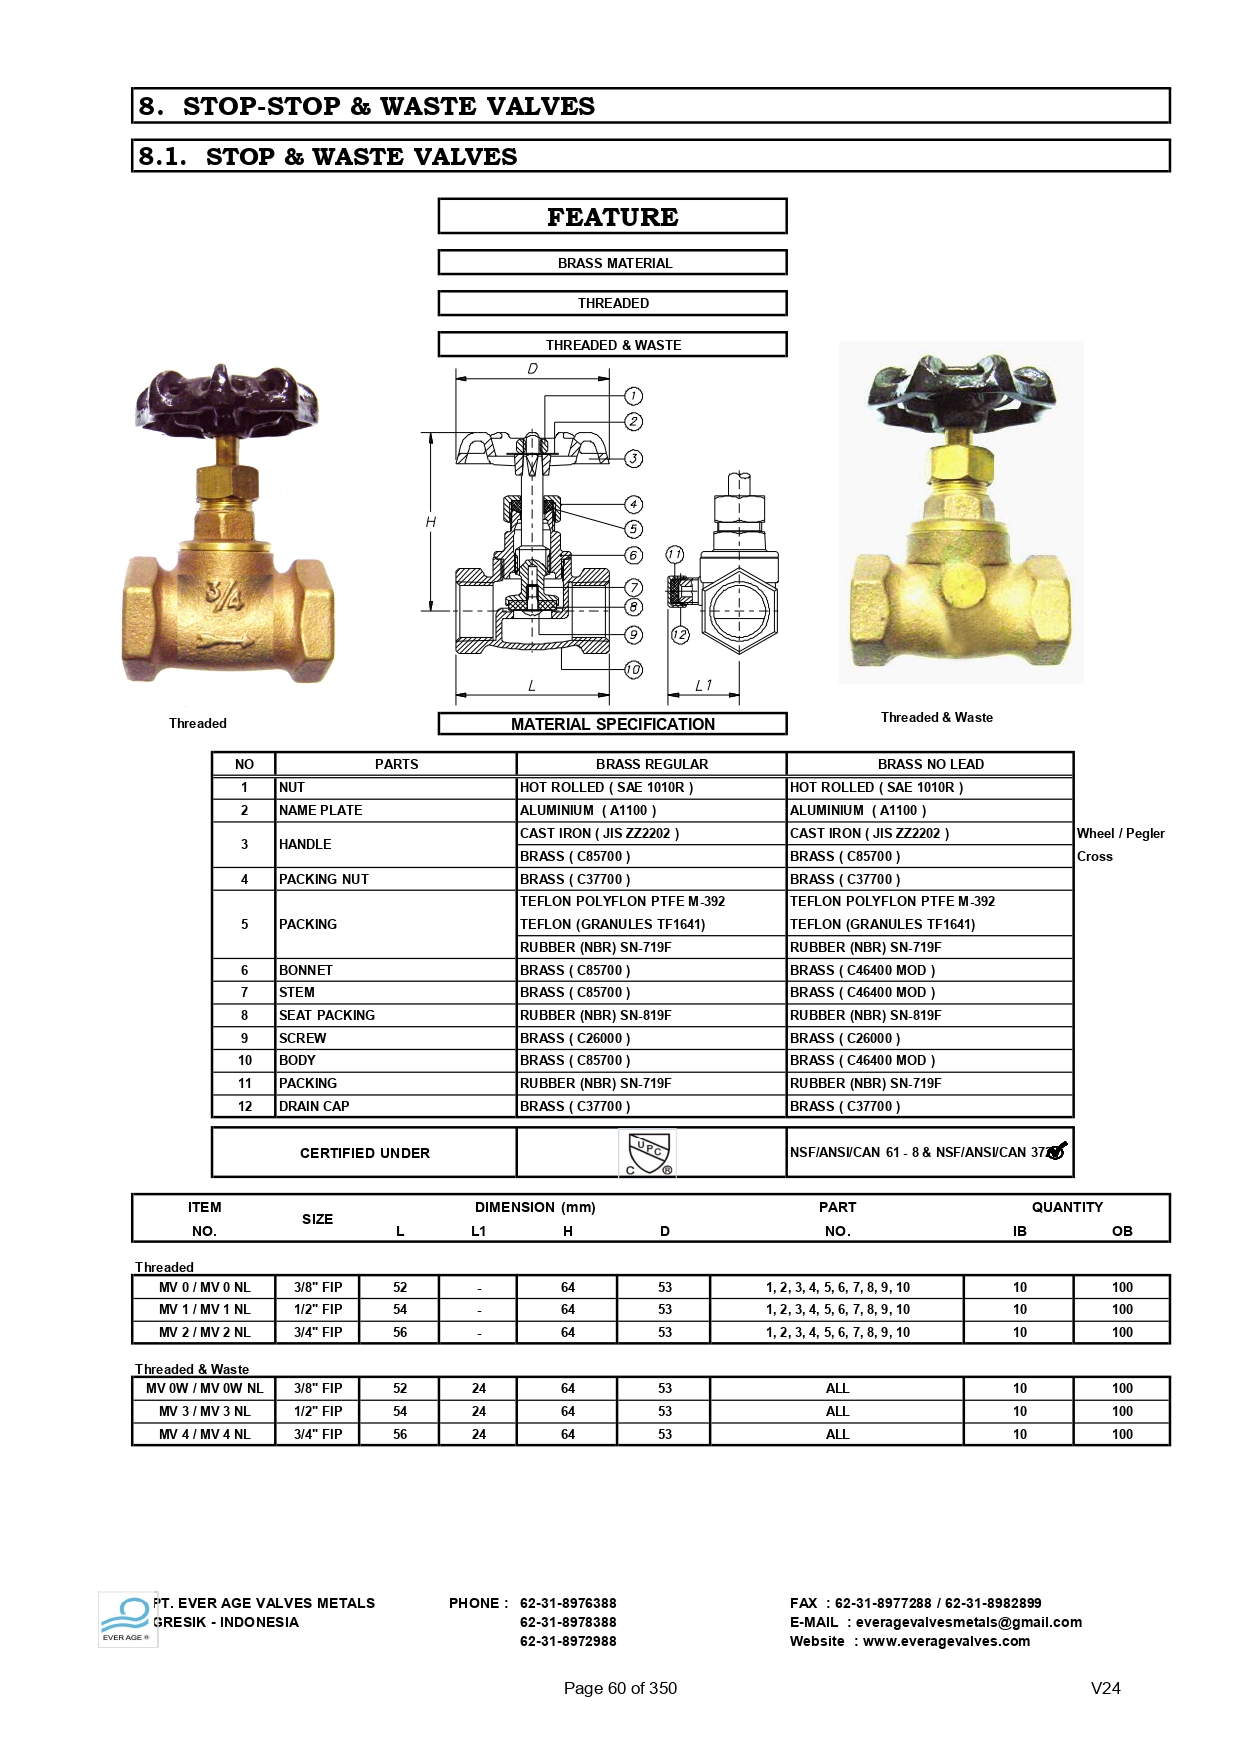 8. STOP-STOP & WASTE VALVES
8.1. STOP & WASTE VALVES
FEATURE
BRASS MATERIAL
THREADED
THREADED & WASTE
D
1
2
3
H
4
5
6
11
7
8
9
12
10
L
L1
3/4
Threaded
MATERIAL SPECIFICATION
Threaded & Waste
NO PARTS BRASS REGULAR BRASS NO LEAD
1 NUT HOT ROLLED ( SAE 1010R ) HOT ROLLED ( SAE 1010R )
2 NAME PLATE ALUMINIUM ( A1100 ) ALUMINIUM ( A1100 )
3 HANDLE CAST IRON ( JIS ZZ2202 ) CAST IRON ( JIS ZZ2202 ) Wheel / Pegler
BRASS ( C85700 ) BRASS ( C85700 ) Cross
4 PACKING NUT BRASS ( C37700 ) BRASS ( C37700 )
TEFLON POLYFLON PTFE M-392 TEFLON POLYFLON PTFE M-392
5 PACKING TEFLON (GRANULES TF1641) TEFLON (GRANULES TF1641)
RUBBER (NBR) SN-719F RUBBER (NBR) SN-719F
6 BONNET BRASS ( C85700 ) BRASS ( C46400 MOD )
7 STEM BRASS ( C85700 ) BRASS ( C46400 MOD )
8 SEAT PACKING RUBBER (NBR) SN-819F RUBBER (NBR) SN-819F
9 SCREW BRASS ( C26000 ) BRASS ( C26000 )
10 BODY BRASS ( C85700 ) BRASS ( C46400 MOD )
11 PACKING RUBBER (NBR) SN-719F RUBBER (NBR) SN-719F
12 DRAIN CAP BRASS ( C37700 ) BRASS ( C37700 )
CERTIFIED UNDER UPC C ® NSF/ANSI/CAN 61 - 8 & NSF/ANSI/CAN 372
ITEM SIZE DIMENSION (mm) PART QUANTITY
NO. L L1 H D NO. IB OB
Threaded
MV 0 / MV 0 NL 3/8" FIP 52 - 64 53 1, 2, 3, 4, 5, 6, 7, 8, 9, 10 10 100
MV 1 / MV 1 NL 1/2" FIP 54 - 64 53 1, 2, 3, 4, 5, 6, 7, 8, 9, 10 10 100
MV 2 / MV 2 NL 3/4" FIP 56 - 64 53 1, 2, 3, 4, 5, 6, 7, 8, 9, 10 10 100
Threaded & Waste
MV 0W / MV 0W NL 3/8" FIP 52 24 64 53 ALL 10 100
MV 3 / MV 3 NL 1/2" FIP 54 24 64 53 ALL 10 100
MV 4 / MV 4 NL 3/4" FIP 56 24 64 53 ALL 10 100
PT. EVER AGE VALVES METALS PHONE : 62-31-8976388 FAX : 62-31-8977288 / 62-31-8982899
GRESIK - INDONESIA 62-31-8978388 E-MAIL : everagevalvesmetals@gmail.com
EVER AGE ® 62-31-8972988 Website : www.everagevalves.com
Page 60 of 350 V24